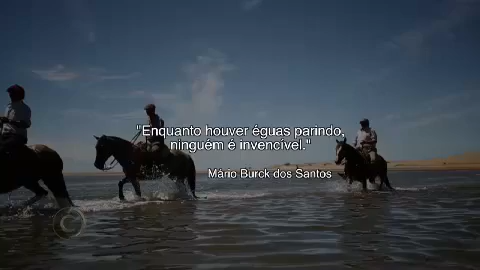 "Enquanto houver éguas parindo,
ninguém é invencível."
Mário Burck dos Santos